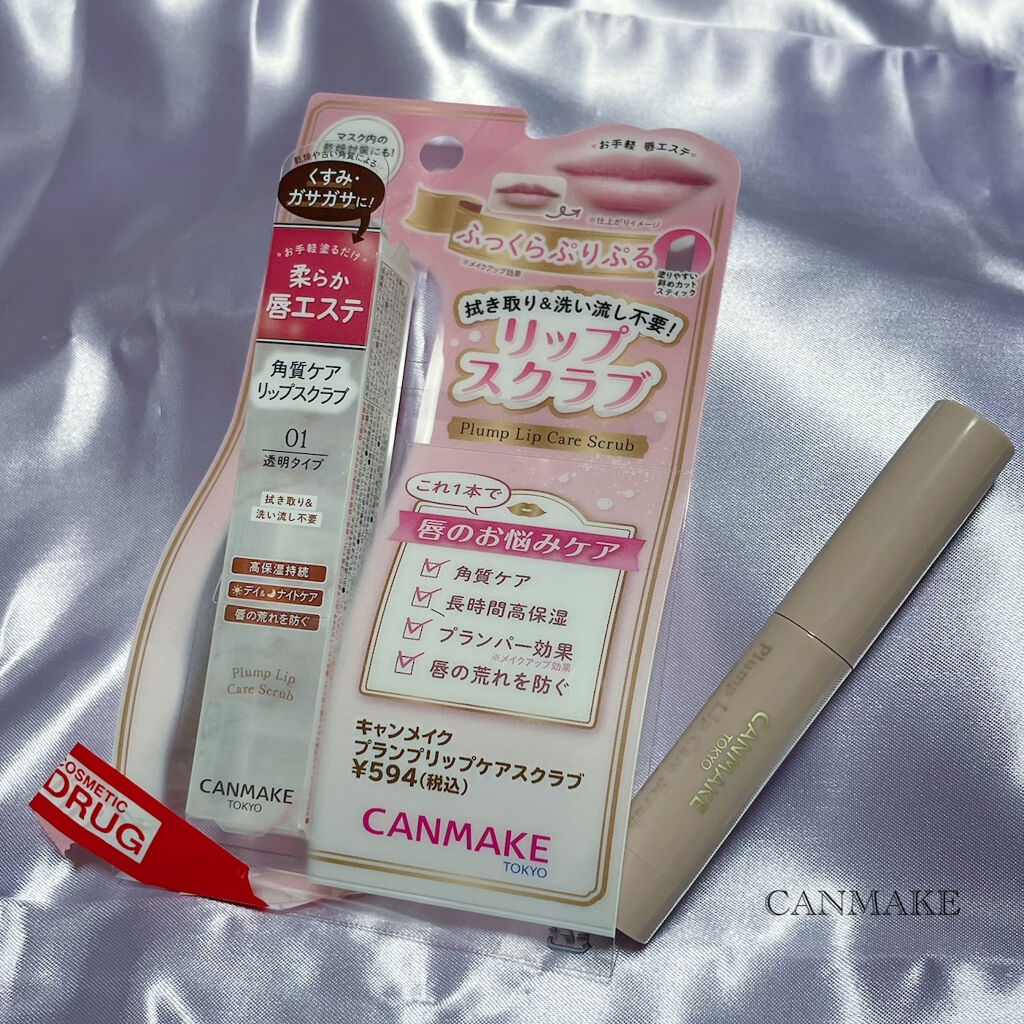 マスク内の
乾燥対策にも!
乾燥や古い角質による
くすみ・
ガサガサに!
お手軽塗るだけ
柔らか
唇エステ
角質ケア
リップスクラブ
01
透明タイプ
拭き取り&
洗い流し不要
高保湿持続
デイ&ナイトケア
唇の荒れを防ぐ
Plump Lip
Care Scrub
CANMAKE
TOKYO
お手軽 唇エステ
※仕上がりイメージ
ふっくらぷりぷる
※メイクアップ効果
塗りやすい
斜めカット
スティック
拭き取り&洗い流し不要!
リップ
スクラブ
Plump Lip Care Scrub
これ1本で
唇のお悩みケア
角質ケア
長時間高保湿
プランパー効果
※メイクアップ効果
唇の荒れを防ぐ
キャンメイク
プランプリップケアスクラブ
¥594(税込)
CANMAKE
TOKYO
COSMETIC
DRUG
Plump Lip Care Scrub
CANMAKE
TOKYO
CANMAKE